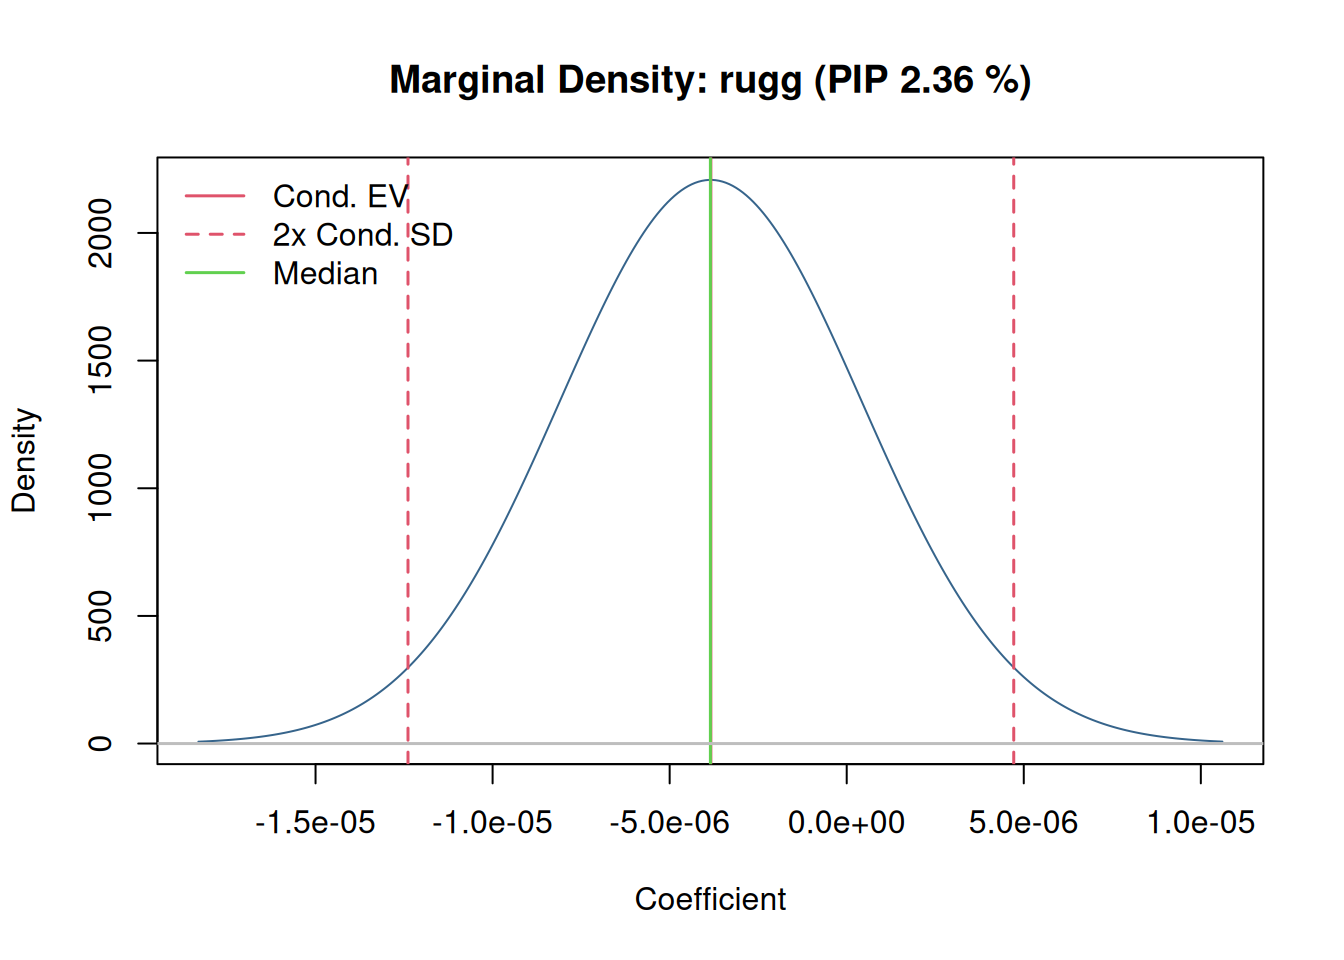 Marginal Density: rugg (PIP 2.36 %)
Cond. EV
2x Cond. SD
Median
Density
2000
1500
1000
500
0
-1.5e-05 -1.0e-05 -5.0e-06 0.0e+00 5.0e-06 1.0e-05
Coefficient